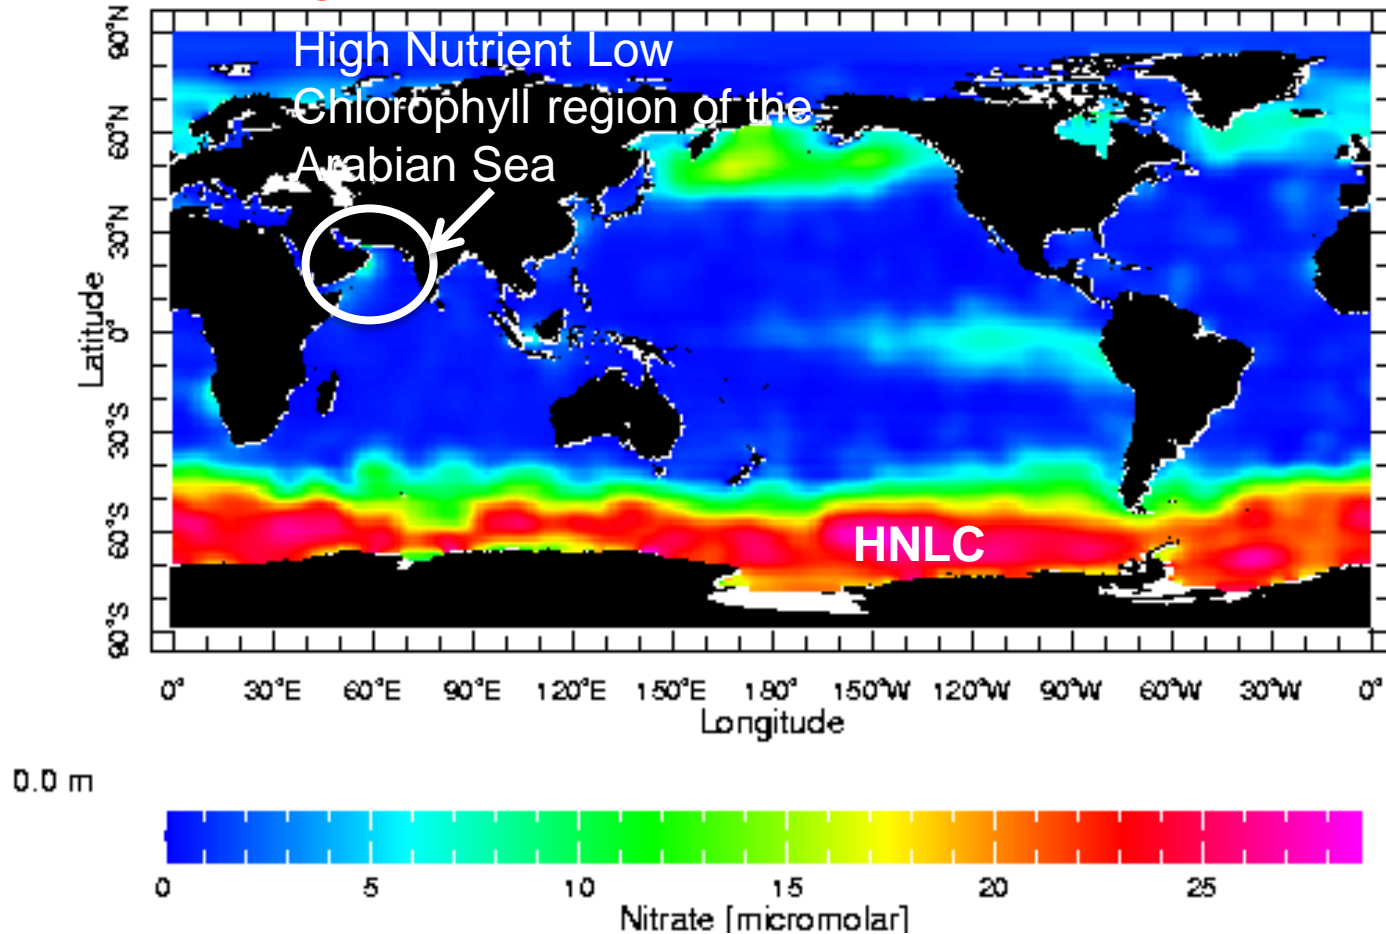 High Nutrient Low
Chlorophyll region of the
Arabian Sea
90°N
60°N
30°N
0°
30°S
60°S
90°S
Latitude
HNLC
0° 30°E 60°E 90°E 120°E 150°E 180° 150°W 120°W 90°W 60°W 30°W 0°
Longitude
0.0 m
0 5 10 15 20 25
Nitrate [micromolar]